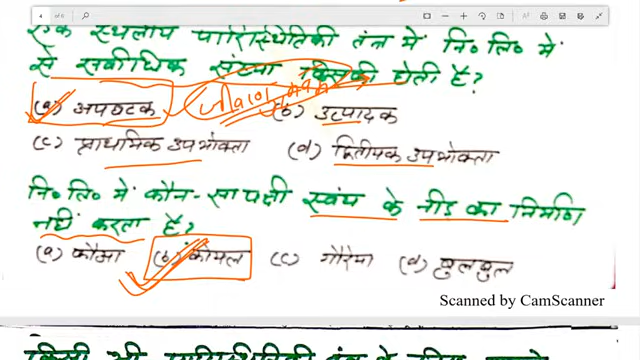 4
एक स्थलीय पारिस्थितिकी तंत्र में नि० लि० में
से सर्वाधिक संख्या किसकी होती है?
(a) अपघटक (b) उत्पादक
(c) प्राथमिक उपभोक्ता (d) द्वितीयक उपभोक्ता
नि० लि० में कौन-सा पक्षी स्वंय के नीड का निर्माण
नहीं करता है?
(a) कौआ (b) कोयल (c) गौरैया (d) बुलबुल
Scanned by CamScanner
किसी भी पारिस्थितिकी तंत्र के